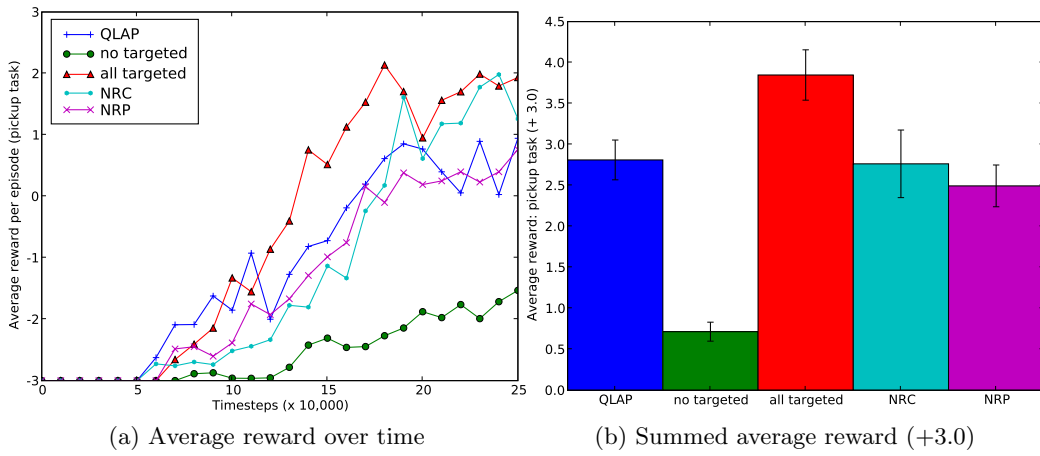 3
2
1
0
-1
-2
-3
Average reward per episode (pickup task)
QLAP
no targeted
all targeted
NRC
NRP
0 5 10 15 20 25
Timesteps (x 10,000)
(a) Average reward over time
4.5
4.0
3.5
3.0
2.5
2.0
1.5
1.0
0.5
0.0
Average reward: pickup task (+ 3.0)
QLAP no targeted all targeted NRC NRP
(b) Summed average reward (+3.0)